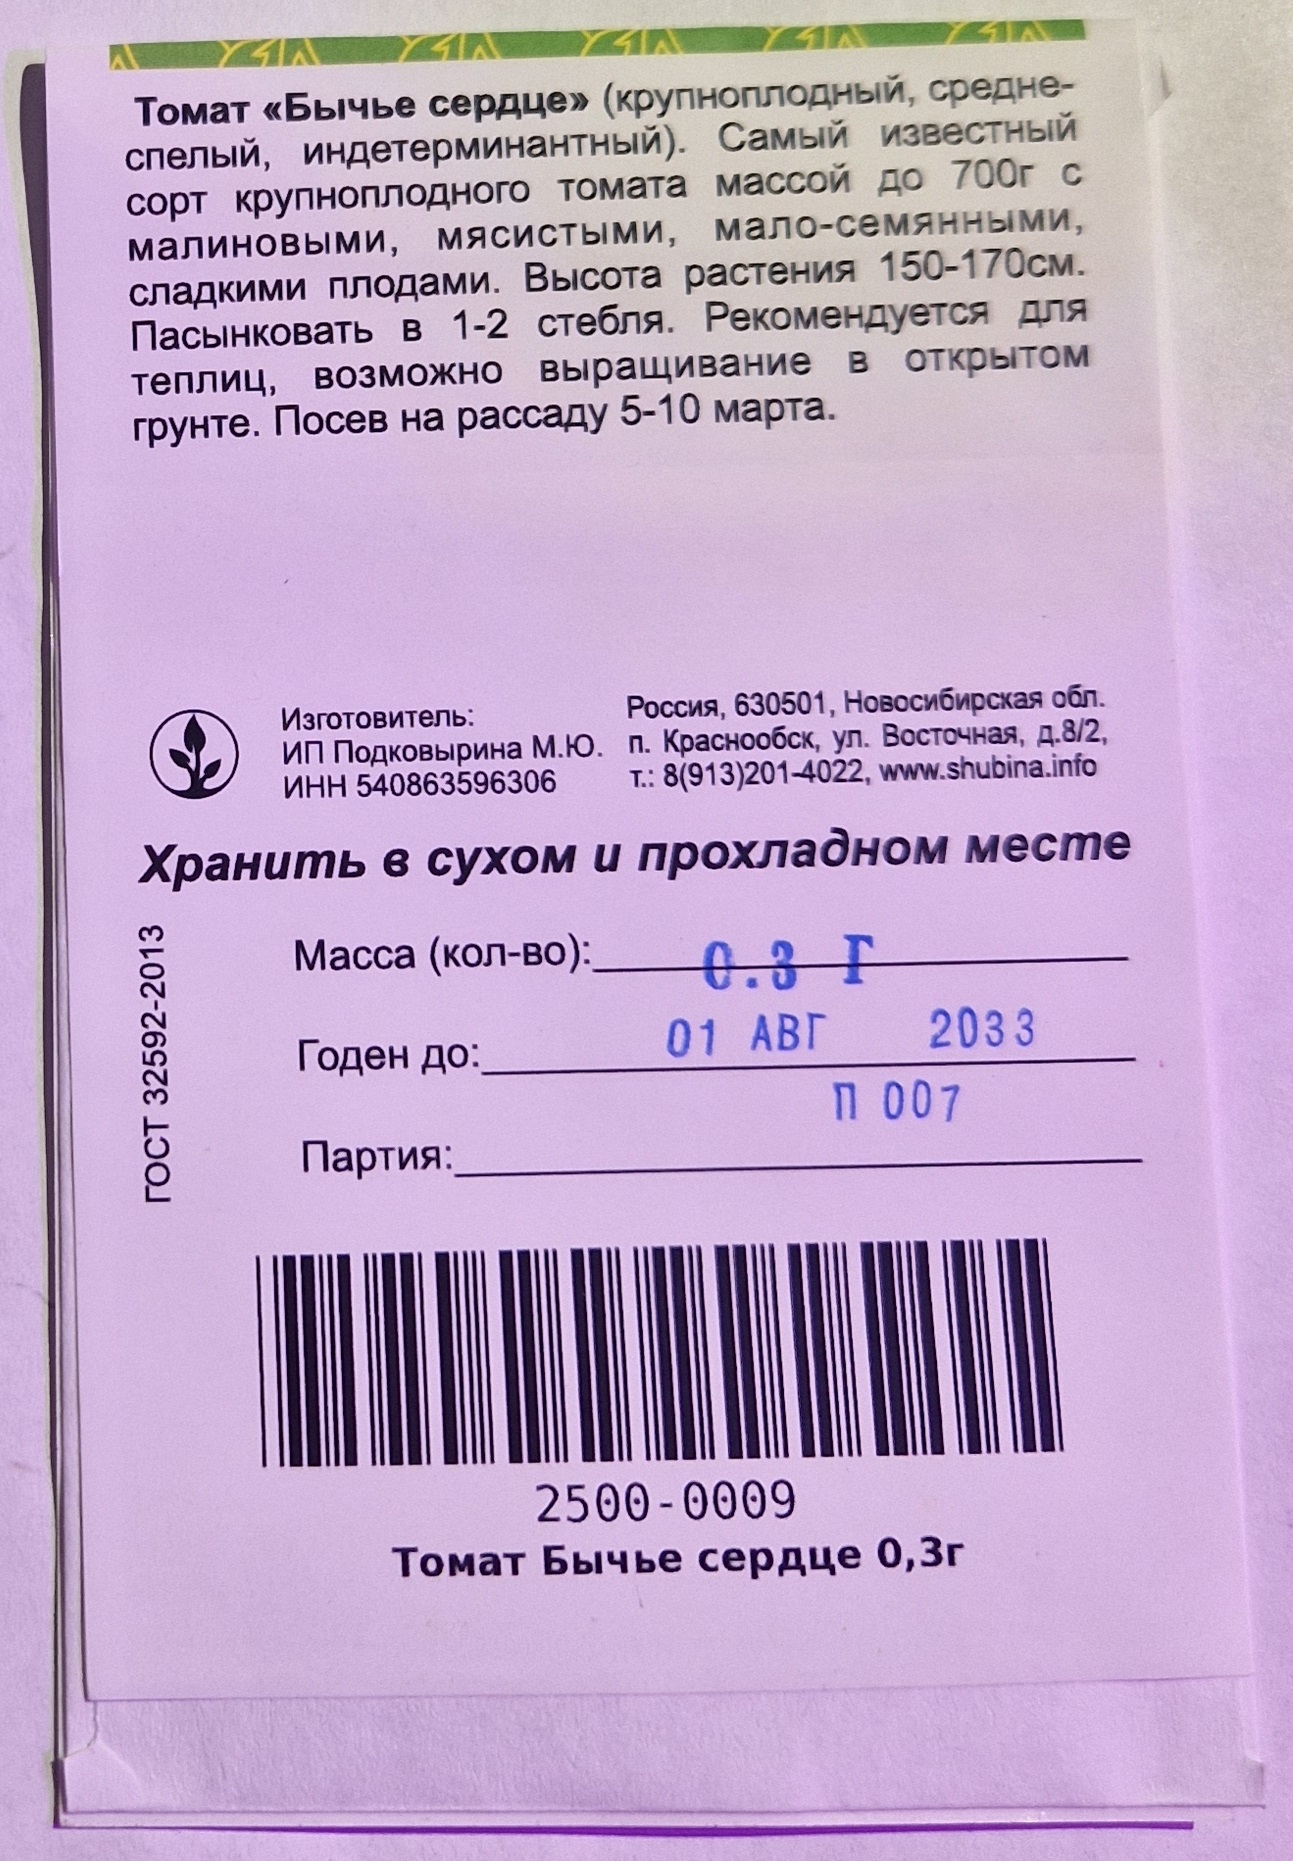 Томат «Бычье сердце» (крупноплодный, средне-
спелый, индетерминантный). Самый известный
сорт крупноплодного томата массой до 700г с
малиновыми, мясистыми, мало-семянными,
сладкими плодами. Высота растения 150-170см.
Пасынковать в 1-2 стебля. Рекомендуется для
теплиц, возможно выращивание в открытом
грунте. Посев на рассаду 5-10 марта.
Изготовитель:
ИП Подковырина М.Ю.
ИНН 540863596306
Россия, 630501, Новосибирская обл.
п. Краснообск, ул. Восточная, д.8/2,
т.: 8(913)201-4022, www.shubina.info
Хранить в сухом и прохладном месте
ГОСТ 32592-2013
Масса (кол-во): 0.3 Г
Годен до: 01 АВГ 2033
П 007
Партия:
2500-0009
Томат Бычье сердце 0,3г